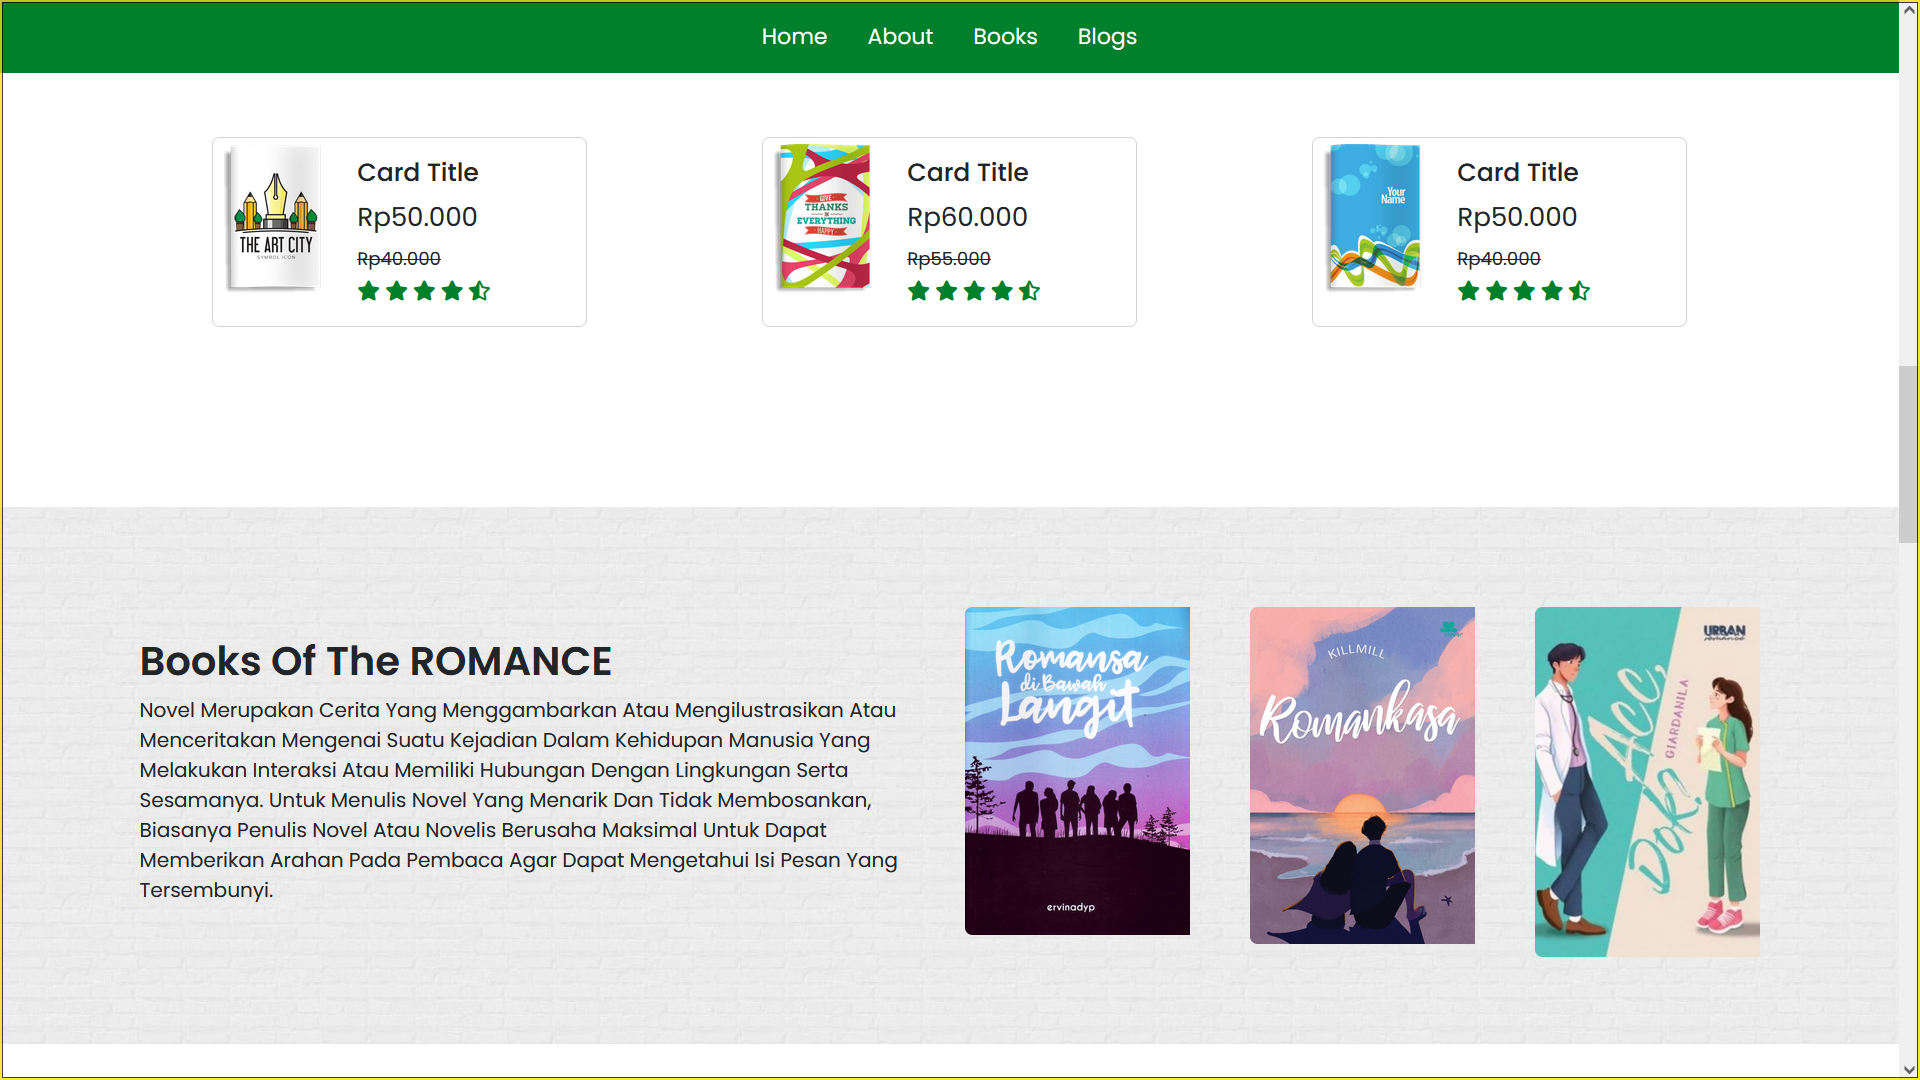 Home About Books Blogs
THE ART CITY
SYMBOL ICON
Card Title
Rp50.000
Rp40.000
GIVE
THANKS
IN
EVERYTHING
HAPPY
Card Title
Rp60.000
Rp55.000
Your
Name
Card Title
Rp50.000
Rp40.000
Books Of The ROMANCE
Novel Merupakan Cerita Yang Menggambarkan Atau Mengilustrasikan Atau
Menceritakan Mengenai Suatu Kejadian Dalam Kehidupan Manusia Yang
Melakukan Interaksi Atau Memiliki Hubungan Dengan Lingkungan Serta
Sesamanya. Untuk Menulis Novel Yang Menarik Dan Tidak Membosankan,
Biasanya Penulis Novel Atau Novelis Berusaha Maksimal Untuk Dapat
Memberikan Arahan Pada Pembaca Agar Dapat Mengetahui Isi Pesan Yang
Tersembunyi.
Romansa
di Bawah
Langit
ervinadyp
KILLMILL
Romankasa
URBAN
romance
Acc,
Dok?
GIARDANILA